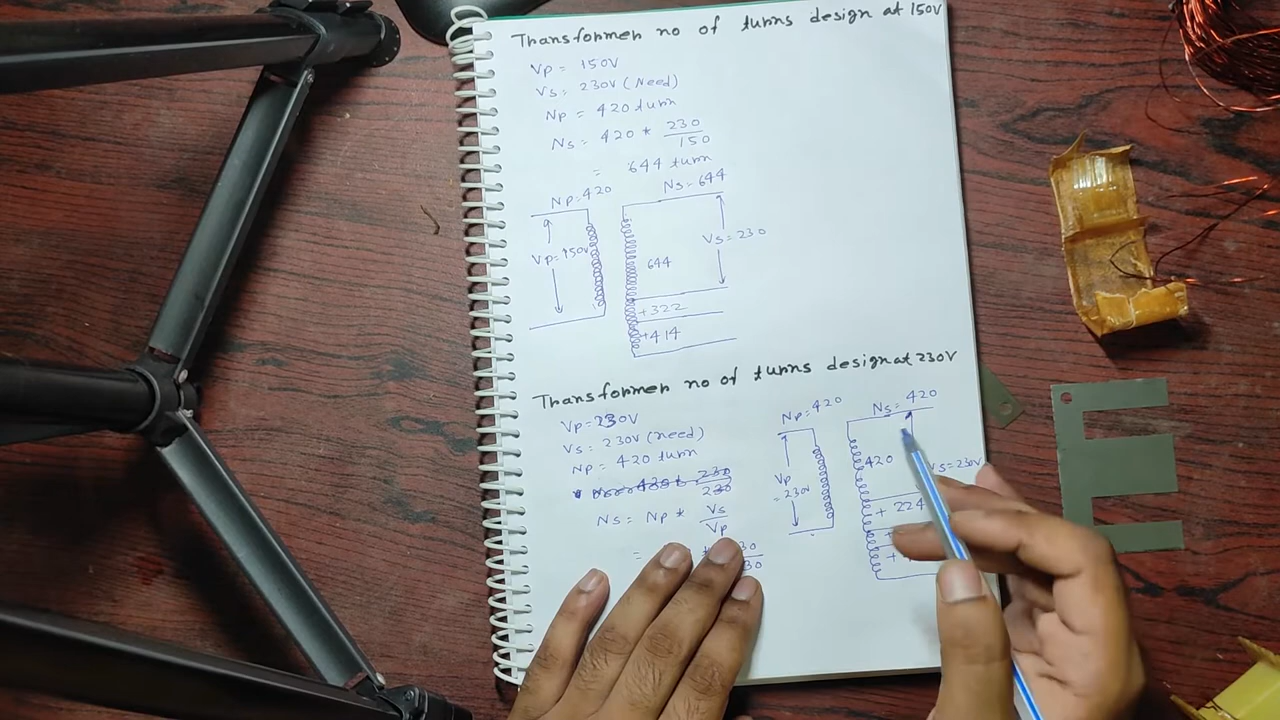 Transformer no of turns design at 150V
Vp = 150V
Vs = 230V (Need)
Np = 420 turn
Ns = 420 * 230/150
= 644 turn
Np = 420
Ns = 644
Vp = 150V
Vs = 230
644
+322
+414
Transformer no of turns design at 230V
Vp = 230V
Vs = 230V (need)
Np = 420 turn
Ns = Np * Vs/Vp
=
Np = 420
Ns = 420
Vp
= 230V
420
Vs = 230V
+ 224
+
+